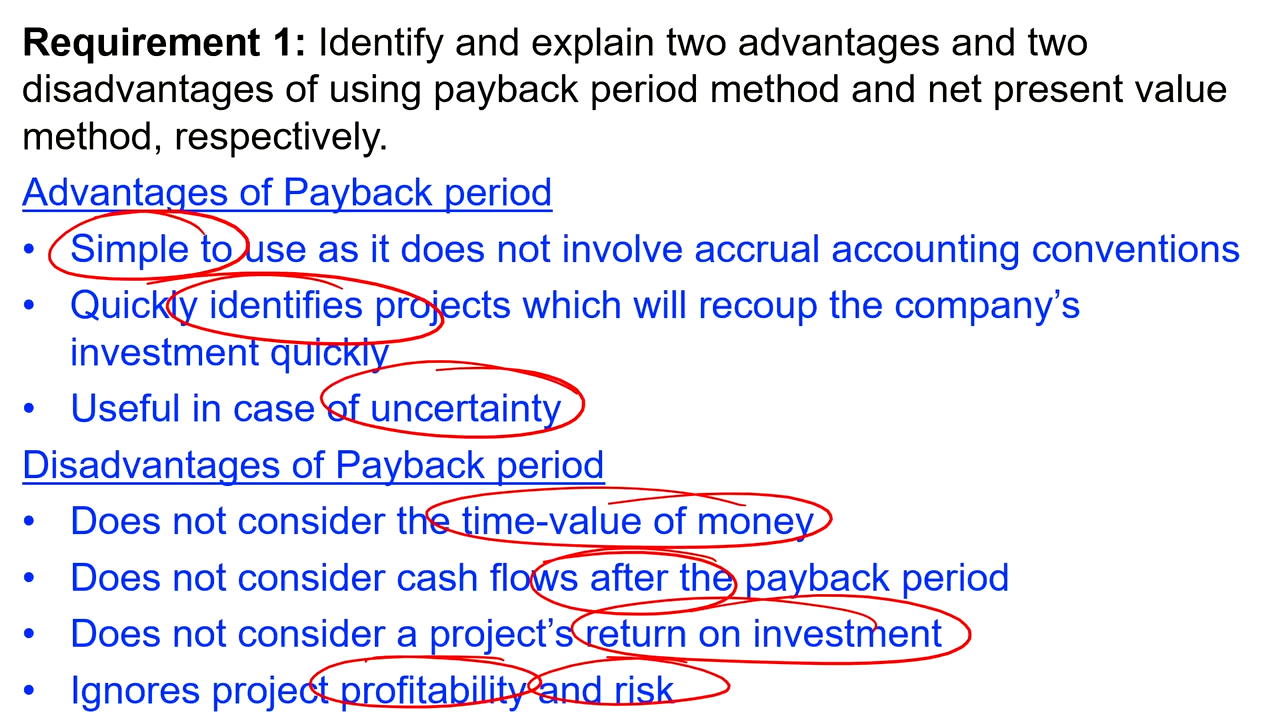 Requirement 1: Identify and explain two advantages and two
disadvantages of using payback period method and net present value
method, respectively.
Advantages of Payback period
• Simple to use as it does not involve accrual accounting conventions
• Quickly identifies projects which will recoup the company’s
investment quickly
• Useful in case of uncertainty
Disadvantages of Payback period
• Does not consider the time-value of money
• Does not consider cash flows after the payback period
• Does not consider a project’s return on investment
• Ignores project profitability and risk